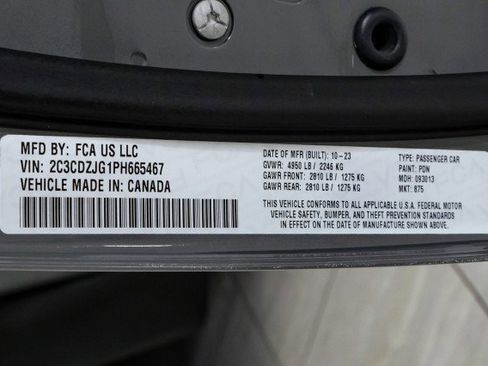 MFD BY: FCA US LLC
VIN: 2C3CDZJG1PH665467
VEHICLE MADE IN: CANADA
DATE OF MFR (BUILT): 10-23
GVWR: 4950 LB / 2246 KG
GAWR FRONT: 2810 LB / 1275 KG
GAWR REAR: 2810 LB / 1275 KG
TYPE: PASSENGER CAR
PAINT: PDN
MDH: 093013
MKT: 875
THIS VEHICLE CONFORMS TO ALL APPLICABLE U.S.A. FEDERAL MOTOR
VEHICLE SAFETY, BUMPER, AND THEFT PREVENTION STANDARDS
IN EFFECT ON THE DATE OF MANUFACTURE SHOWN ABOVE.